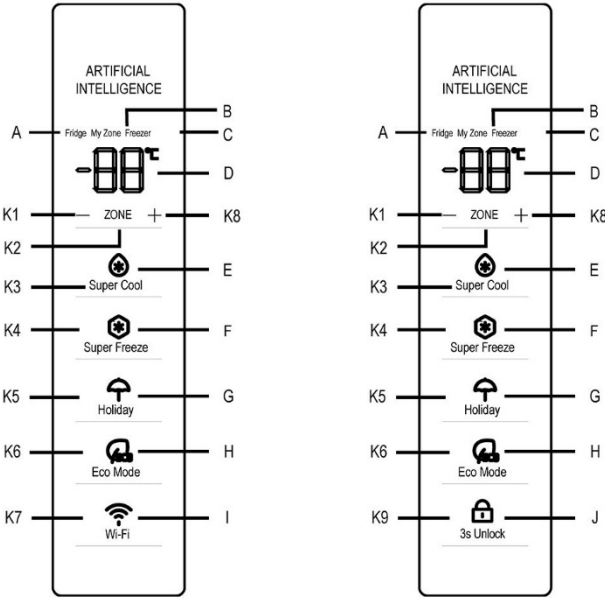 ARTIFICIAL
INTELLIGENCE
B
A
Fridge My Zone Freezer
C
-88°C
D
K1
− ZONE +
K8
K2
E
K3
Super Cool
K4
F
Super Freeze
K5
G
Holiday
K6
H
eco
Eco Mode
K7
I
Wi-Fi
ARTIFICIAL
INTELLIGENCE
B
A
Fridge My Zone Freezer
C
-88°C
D
K1
− ZONE +
K8
K2
E
K3
Super Cool
K4
F
Super Freeze
K5
G
Holiday
K6
H
eco
Eco Mode
K9
J
3s Unlock